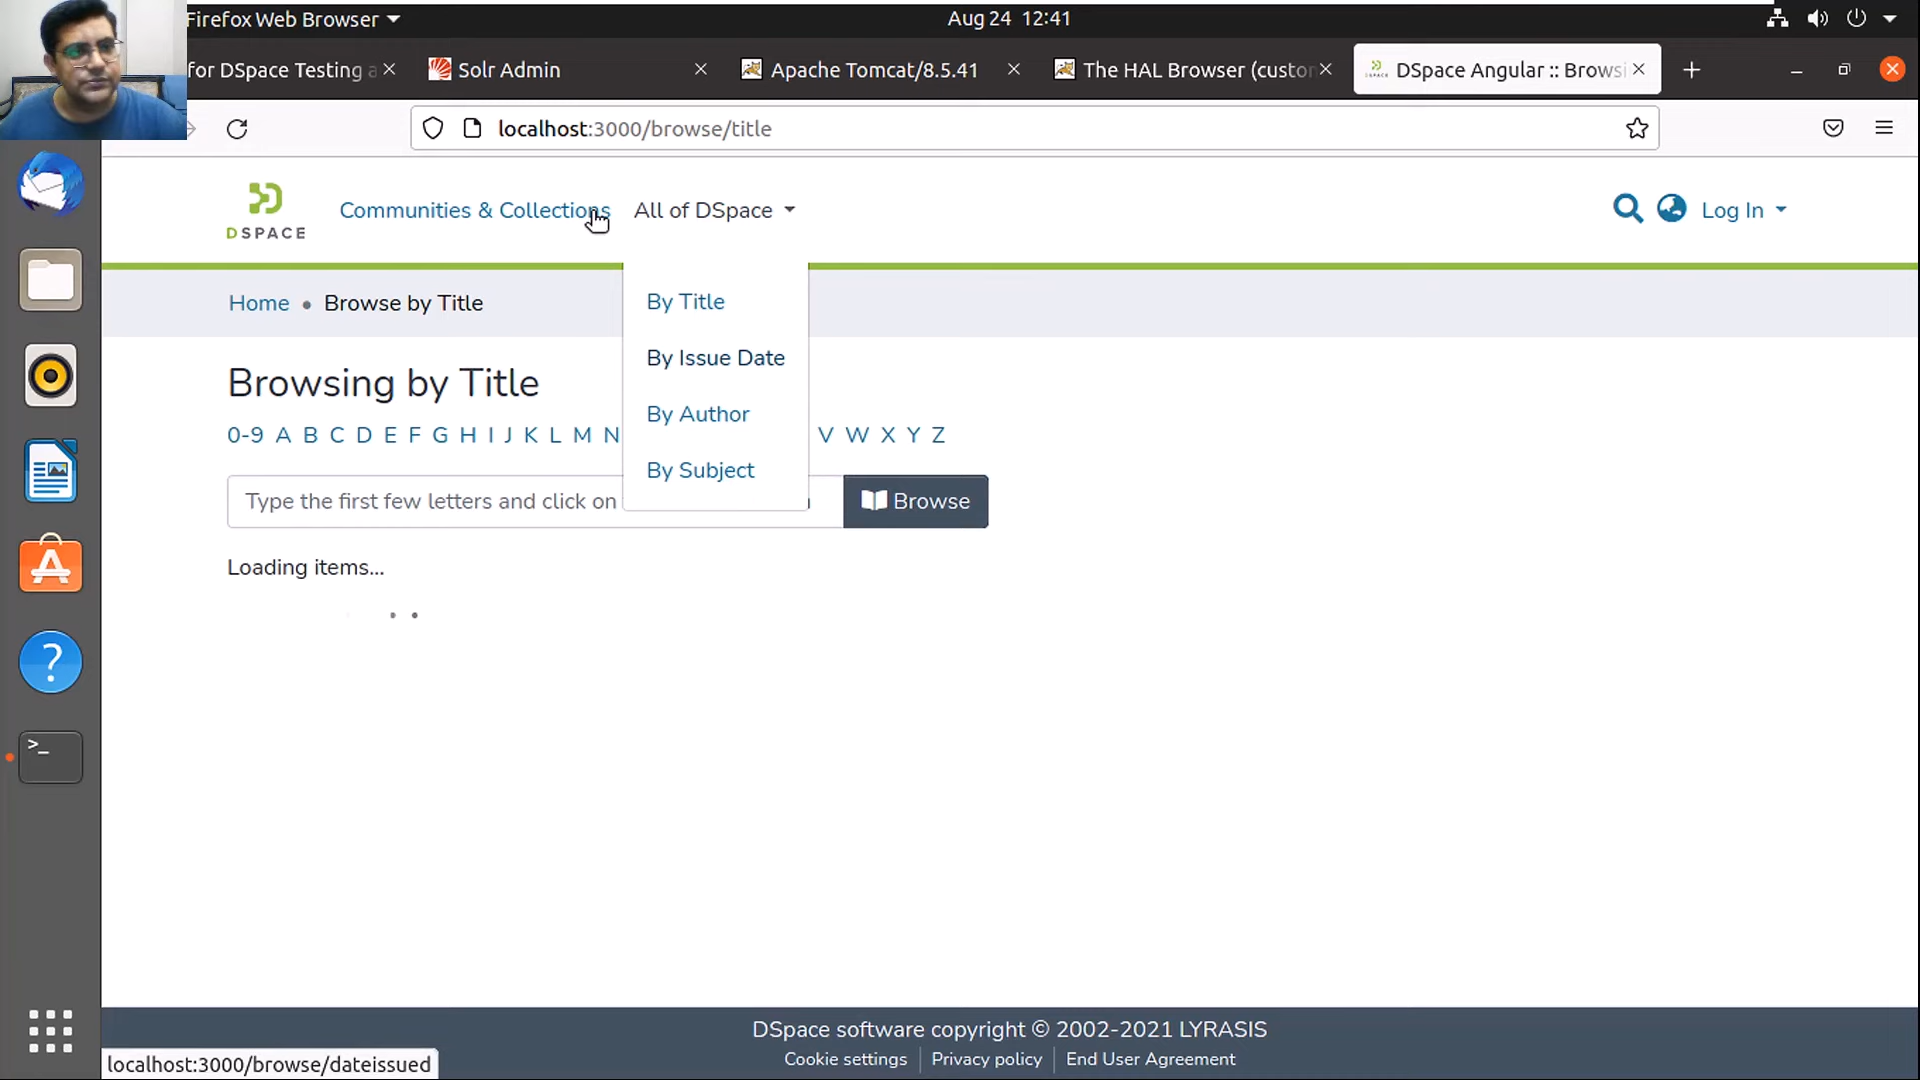 Firefox Web Browser
Aug 24 12:41
for DSpace Testing a
Solr Admin
Apache Tomcat/8.5.41
The HAL Browser (custo
DSpace Angular :: Brows
localhost:3000/browse/title
DSPACE
Communities & Collections
All of DSpace
Log In
Home • Browse by Title
By Title
By Issue Date
By Author
By Subject
Browsing by Title
0-9 A B C D E F G H I J K L M N V W X Y Z
Type the first few letters and click on
Browse
Loading items...
DSpace software copyright © 2002-2021 LYRASIS
Cookie settings
Privacy policy
End User Agreement
localhost:3000/browse/dateissued